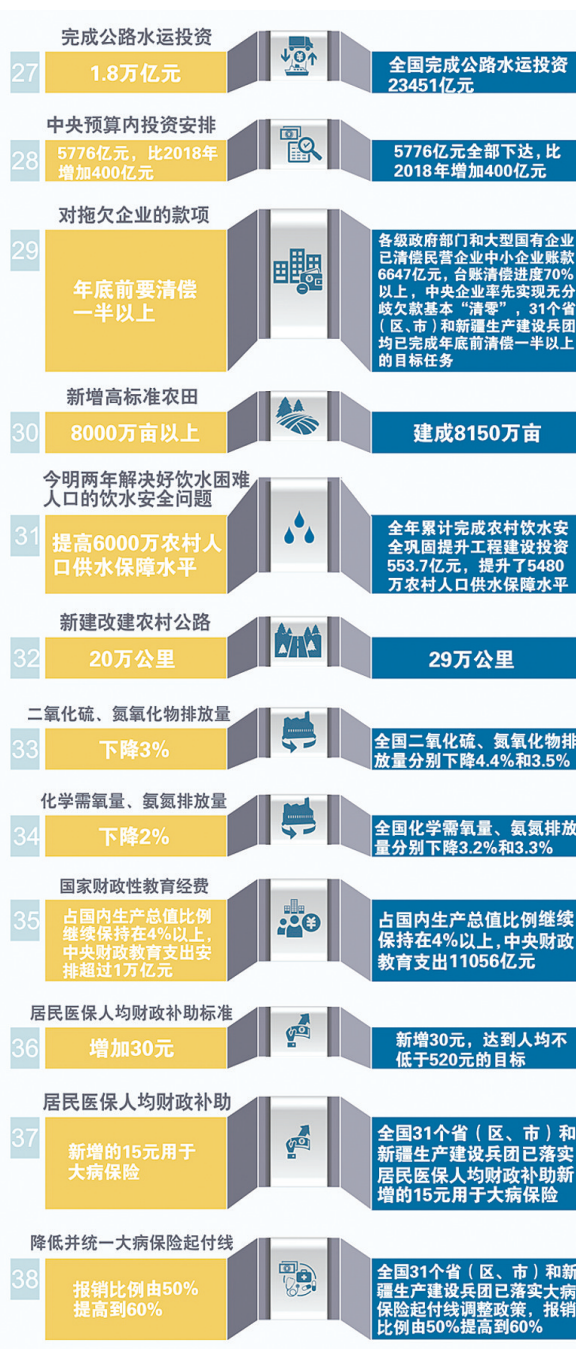 完成公路水运投资
27
1.8万亿元
全国完成公路水运投资
23451亿元
中央预算内投资安排
28
5776亿元，比2018年
增加400亿元
5776亿元全部下达，比
2018年增加400亿元
对拖欠企业的款项
29
年底前要清偿
一半以上
各级政府部门和大型国有企业
已清偿民营企业中小企业账款
6647亿元，台账清偿进度70%
以上，中央企业率先实现无分
歧欠款基本“清零”，31个省
（区、市）和新疆生产建设兵团
均已完成年底前清偿一半以上
的目标任务
新增高标准农田
30
8000万亩以上
建成8150万亩
今明两年解决好饮水困难
人口的饮水安全问题
31
提高6000万农村人
口供水保障水平
全年累计完成农村饮水安
全巩固提升工程建设投资
553.7亿元，提升了5480
万农村人口供水保障水平
新建改建农村公路
32
20万公里
29万公里
二氧化硫、氮氧化物排放量
33
下降3%
全国二氧化硫、氮氧化物排
放量分别下降4.4%和3.5%
化学需氧量、氨氮排放量
34
下降2%
全国化学需氧量、氨氮排放
量分别下降3.2%和3.3%
国家财政性教育经费
35
占国内生产总值比例
继续保持在4%以上，
中央财政教育支出安
排超过1万亿元
占国内生产总值比例继续
保持在4%以上，中央财政
教育支出11056亿元
居民医保人均财政补助标准
36
增加30元
新增30元，达到人均不
低于520元的目标
居民医保人均财政补助
37
新增的15元用于
大病保险
全国31个省（区、市）和
新疆生产建设兵团已落实
居民医保人均财政补助新
增的15元用于大病保险
降低并统一大病保险起付线
38
报销比例由50%
提高到60%
全国31个省（区、市）和新
疆生产建设兵团已落实大病
保险起付线调整政策，报销
比例由50%提高到60%